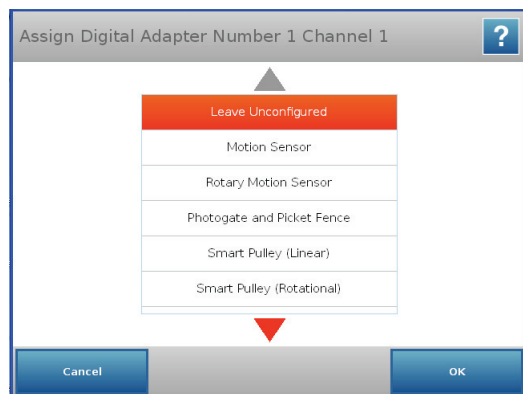 Assign Digital Adapter Number 1 Channel 1
?
Leave Unconfigured
Motion Sensor
Rotary Motion Sensor
Photogate and Picket Fence
Smart Pulley (Linear)
Smart Pulley (Rotational)
Cancel
OK